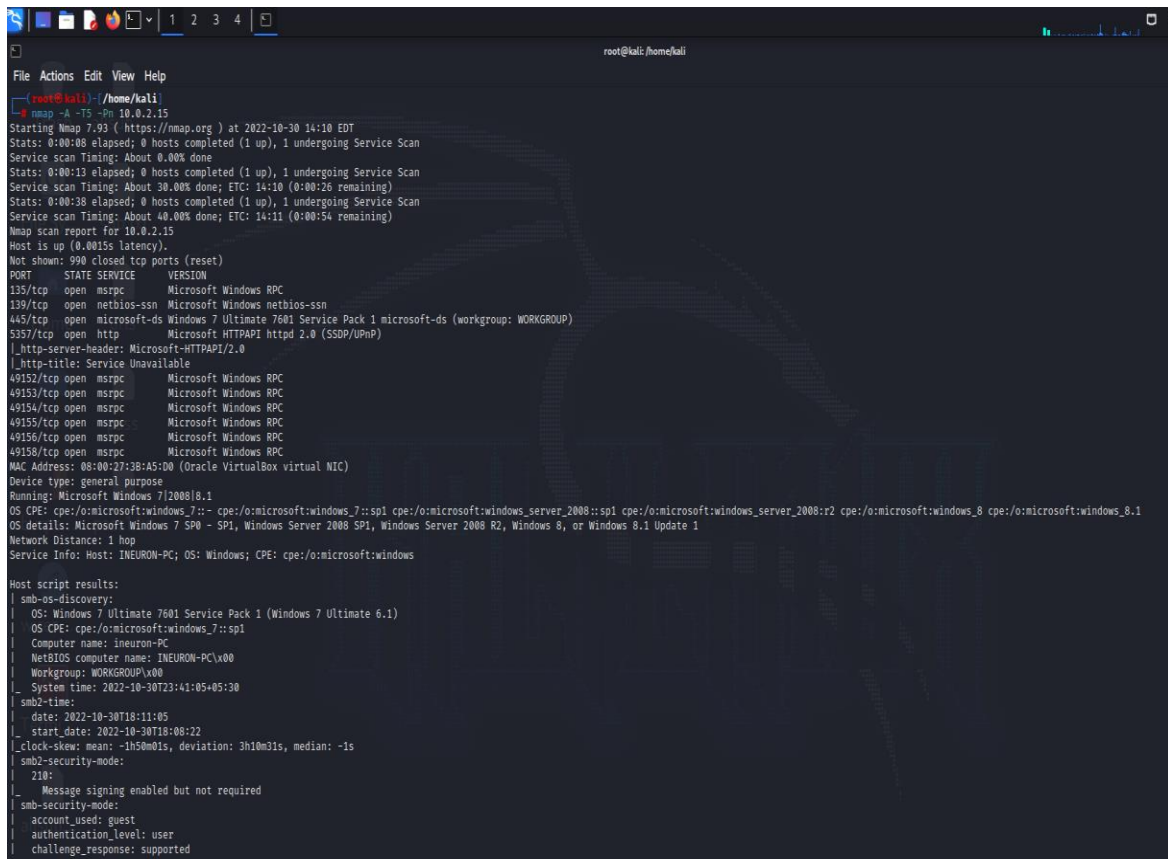 1 2 3 4
root@kali: /home/kali
File Actions Edit View Help
(root㉿kali)-[/home/kali]
# nmap -A -T5 -Pn 10.0.2.15
Starting Nmap 7.93 ( https://nmap.org ) at 2022-10-30 14:10 EDT
Stats: 0:00:08 elapsed; 0 hosts completed (1 up), 1 undergoing Service Scan
Service scan Timing: About 0.00% done
Stats: 0:00:13 elapsed; 0 hosts completed (1 up), 1 undergoing Service Scan
Service scan Timing: About 30.00% done; ETC: 14:10 (0:00:26 remaining)
Stats: 0:00:38 elapsed; 0 hosts completed (1 up), 1 undergoing Service Scan
Service scan Timing: About 40.00% done; ETC: 14:11 (0:00:54 remaining)
Nmap scan report for 10.0.2.15
Host is up (0.0015s latency).
Not shown: 990 closed tcp ports (reset)
PORT      STATE SERVICE      VERSION
135/tcp   open  msrpc        Microsoft Windows RPC
139/tcp   open  netbios-ssn  Microsoft Windows netbios-ssn
445/tcp   open  microsoft-ds Windows 7 Ultimate 7601 Service Pack 1 microsoft-ds (workgroup: WORKGROUP)
5357/tcp  open  http         Microsoft HTTPAPI httpd 2.0 (SSDP/UPnP)
|_http-server-header: Microsoft-HTTPAPI/2.0
|_http-title: Service Unavailable
49152/tcp open  msrpc        Microsoft Windows RPC
49153/tcp open  msrpc        Microsoft Windows RPC
49154/tcp open  msrpc        Microsoft Windows RPC
49155/tcp open  msrpc        Microsoft Windows RPC
49156/tcp open  msrpc        Microsoft Windows RPC
49158/tcp open  msrpc        Microsoft Windows RPC
MAC Address: 08:00:27:3B:A5:D0 (Oracle VirtualBox virtual NIC)
Device type: general purpose
Running: Microsoft Windows 7|2008|8.1
OS CPE: cpe:/o:microsoft:windows_7::- cpe:/o:microsoft:windows_7::sp1 cpe:/o:microsoft:windows_server_2008::sp1 cpe:/o:microsoft:windows_server_2008:r2 cpe:/o:microsoft:windows_8 cpe:/o:microsoft:windows_8.1
OS details: Microsoft Windows 7 SP0 - SP1, Windows Server 2008 SP1, Windows Server 2008 R2, Windows 8, or Windows 8.1 Update 1
Network Distance: 1 hop
Service Info: Host: INEURON-PC; OS: Windows; CPE: cpe:/o:microsoft:windows
Host script results:
| smb-os-discovery:
|   OS: Windows 7 Ultimate 7601 Service Pack 1 (Windows 7 Ultimate 6.1)
|   OS CPE: cpe:/o:microsoft:windows_7::sp1
|   Computer name: ineuron-PC
|   NetBIOS computer name: INEURON-PC\x00
|   Workgroup: WORKGROUP\x00
|_  System time: 2022-10-30T23:41:05+05:30
| smb2-time:
|   date: 2022-10-30T18:11:05
|_  start_date: 2022-10-30T18:08:22
|_clock-skew: mean: -1h50m01s, deviation: 3h10m31s, median: -1s
| smb2-security-mode:
|   210:
|_    Message signing enabled but not required
| smb-security-mode:
|   account_used: guest
|   authentication_level: user
|   challenge_response: supported